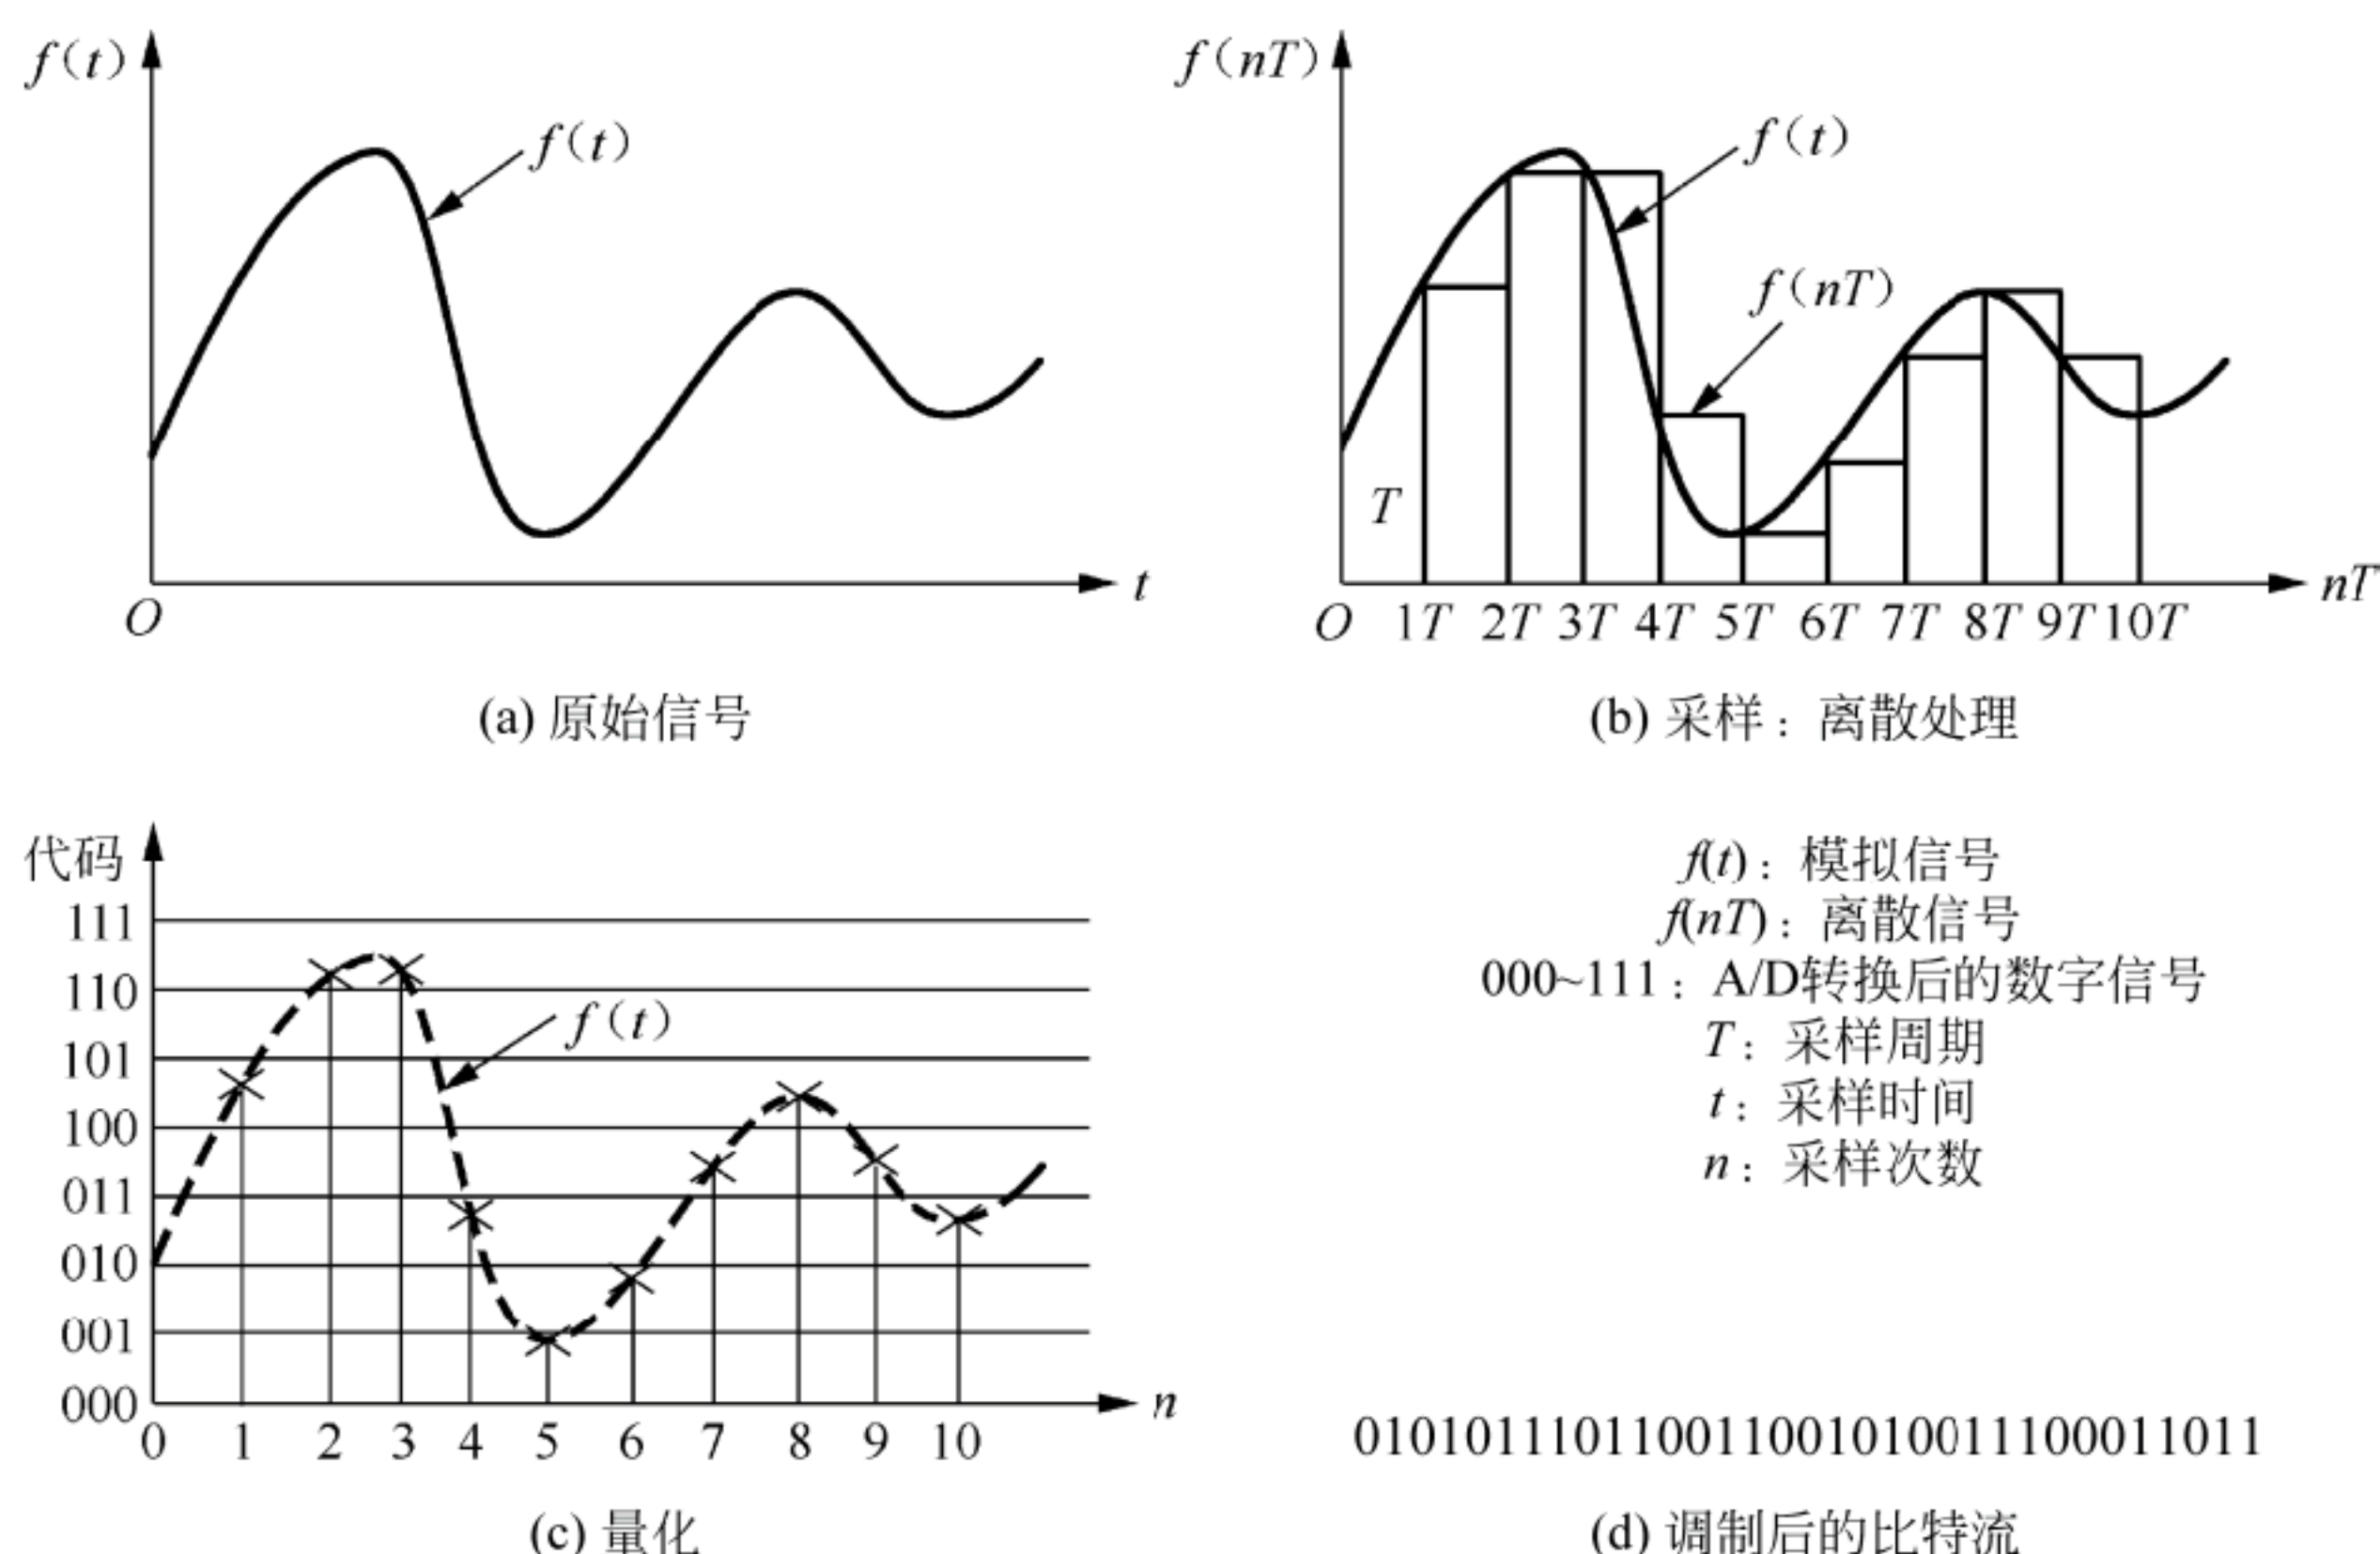 f(t)
f(t)
O
t
(a) 原始信号
f(nT)
f(t)
f(nT)
T
O 1T 2T 3T 4T 5T 6T 7T 8T 9T 10T
nT
(b) 采样：离散处理
代码
111
110
101
100
011
010
001
000
f(t)
0 1 2 3 4 5 6 7 8 9 10
n
(c) 量化
f(t)：模拟信号
f(nT)：离散信号
000~111：A/D转换后的数字信号
T：采样周期
t：采样时间
n：采样次数
010101110110011001010011100011011
(d) 调制后的比特流